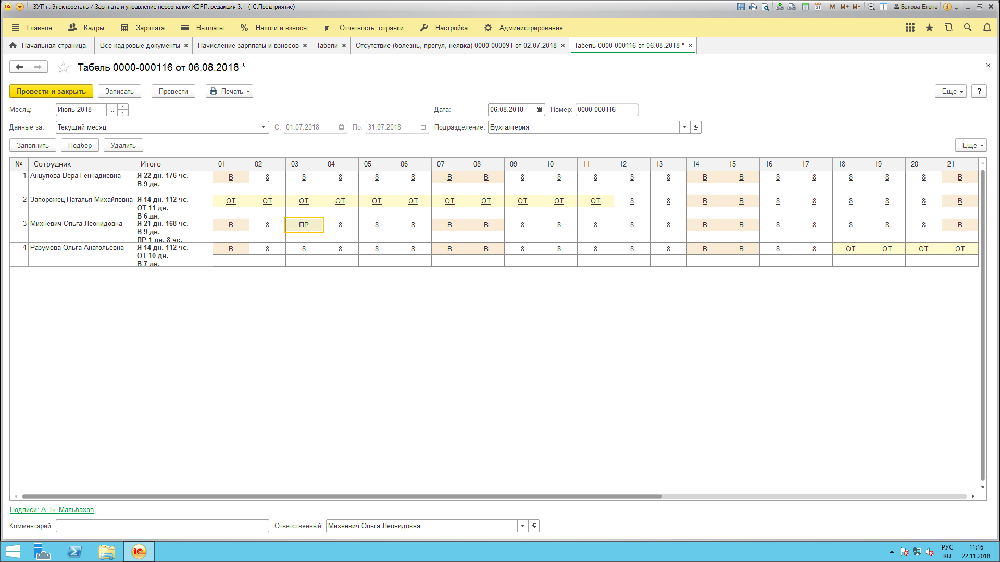 ЗУП г. Электросталь / Зарплата и управление персоналом КОРП, редакция 3.1 (1С:Предприятие)
М М+ М- Белова Елена
Главное Кадры Зарплата Выплаты Налоги и взносы Отчетность, справки Настройка Администрирование
Начальная страница Все кадровые документы × Начисление зарплаты и взносов × Табели × Отсутствие (болезнь, прогул, неявка) 0000-000091 от 02.07.2018 × Табель 0000-000116 от 06.08.2018 * ×
Табель 0000-000116 от 06.08.2018 *
Провести и закрыть Записать Провести Печать Еще ?
Месяц: Июль 2018 ... Дата: 06.08.2018 Номер: 0000-000116
Данные за: Текущий месяц С: 01.07.2018 По: 31.07.2018 Подразделение: Бухгалтерия
Заполнить Подбор Удалить Еще
№ Сотрудник Итого 01 02 03 04 05 06 07 08 09 10 11 12 13 14 15 16 17 18 19 20 21
1 Анцупова Вера Геннадиевна Я 22 дн. 176 чс. В 8 8 8 8 8 В В 8 8 8 8 8 В В 8 8 8 8 8 В
В 9 дн.
2 Запорожец Наталья Михайловна Я 14 дн. 112 чс. ОТ ОТ ОТ ОТ ОТ ОТ ОТ ОТ ОТ ОТ ОТ 8 8 В В 8 8 8 8 8 В
ОТ 11 дн.
В 6 дн.
3 Михневич Ольга Леонидовна Я 21 дн. 168 чс. В 8 ПР 8 8 8 В В 8 8 8 8 8 В В 8 8 8 8 8 В
В 9 дн.
ПР 1 дн. 8 чс.
4 Разумова Ольга Анатольевна Я 14 дн. 112 чс. В 8 8 8 8 8 В В 8 8 8 8 8 В В 8 8 ОТ ОТ ОТ ОТ
ОТ 10 дн.
В 7 дн.
Подписи: А. Б. Мальбахов
Комментарий: Ответственный: Михневич Ольга Леонидовна
РУС 11:16
RU 22.11.2018